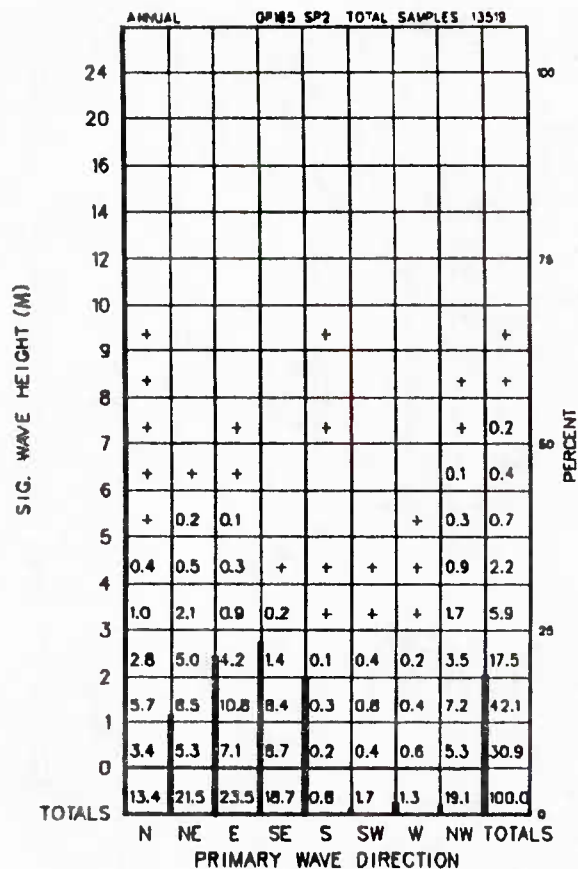 ANNUAL GP185 SP2 TOTAL SAMPLES 13519
24 100
20
16
14
12 75
10
+ + +
9
+ + +
8
+ + + + 0.2
7 50
+ + + 0.1 0.4
6
+ 0.2 0.1 + 0.3 0.7
5
0.4 0.5 0.3 + + + + 0.9 2.2
4
1.0 2.1 0.9 0.2 + + + 1.7 5.9
3 25
2.8 5.0 4.2 1.4 0.1 0.4 0.2 3.5 17.5
2
5.7 8.5 10.8 8.4 0.3 0.8 0.4 7.2 42.1
1
3.4 5.3 7.1 8.7 0.2 0.4 0.6 5.3 30.9
0
13.4 21.5 23.5 18.7 0.8 1.7 1.3 19.1 100.0
TOTALS 0
N NE E SE S SW W NW TOTALS
PRIMARY WAVE DIRECTION
SIG. WAVE HEIGHT (M)
PERCENT